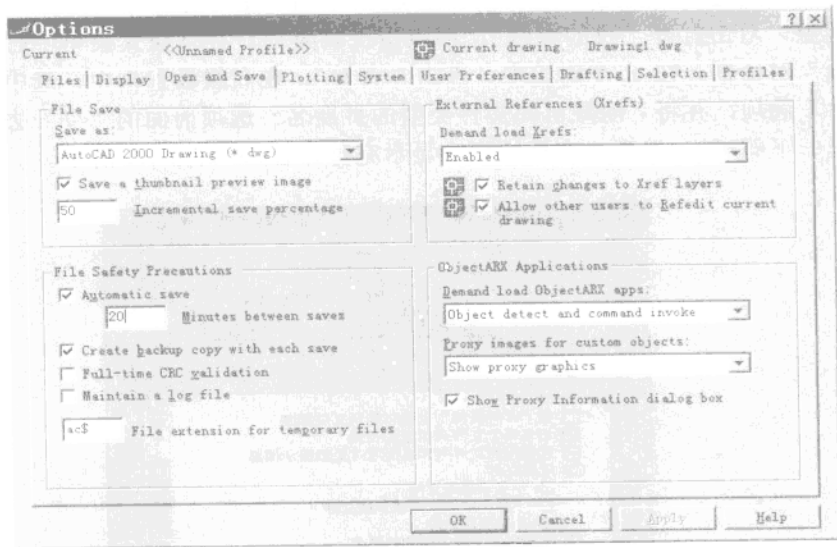 Options
Current <<Unnamed Profile>> Current drawing Drawing1.dwg
Files Display Open and Save Plotting System User Preferences Drafting Selection Profiles
File Save
Save as:
AutoCAD 2000 Drawing (*.dwg)
Save a thumbnail preview image
50 Incremental save percentage
File Safety Precautions
Automatic save
20 Minutes between saves
Create backup copy with each save
Full-time CRC validation
Maintain a log file
ac$ File extension for temporary files
External References (Xrefs)
Demand load Xrefs:
Enabled
Retain changes to Xref layers
Allow other users to Refedit current
drawing
ObjectARX Applications
Demand load ObjectARX apps:
Object detect and command invoke
Proxy images for custom objects:
Show proxy graphics
Show Proxy Information dialog box
OK Cancel Apply Help